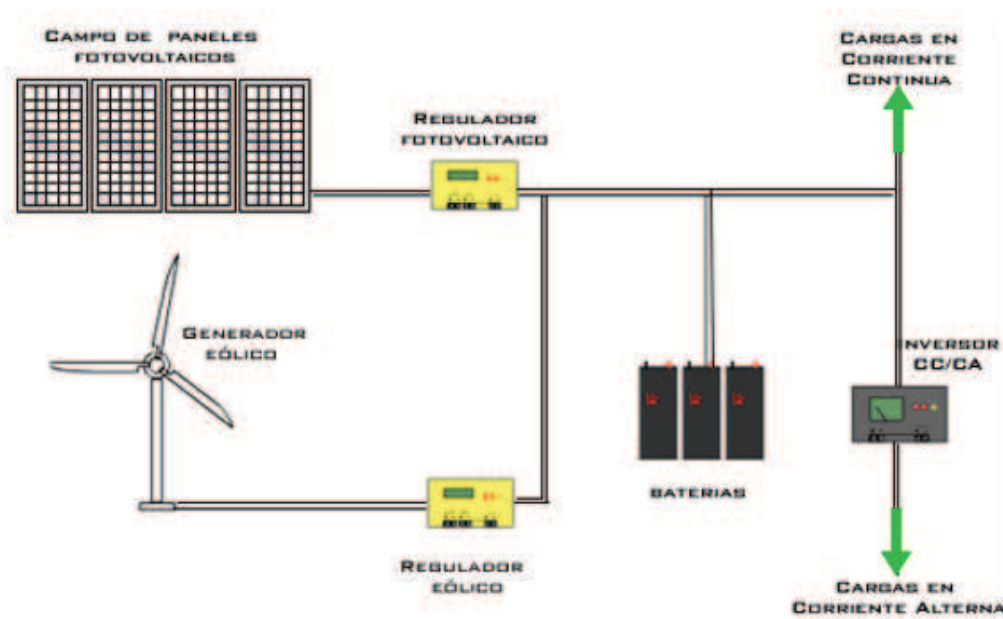 CAMPO DE PANELES
FOTOVOLTAICOS
CARGAS EN
CORRIENTE
CONTINUA
REGULADOR
FOTOVOLTAICO
GENERADOR
EÓLICO
INVERSOR
CC/CA
BATERIAS
REGULADOR
EÓLICO
CARGAS EN
CORRIENTE ALTERNA